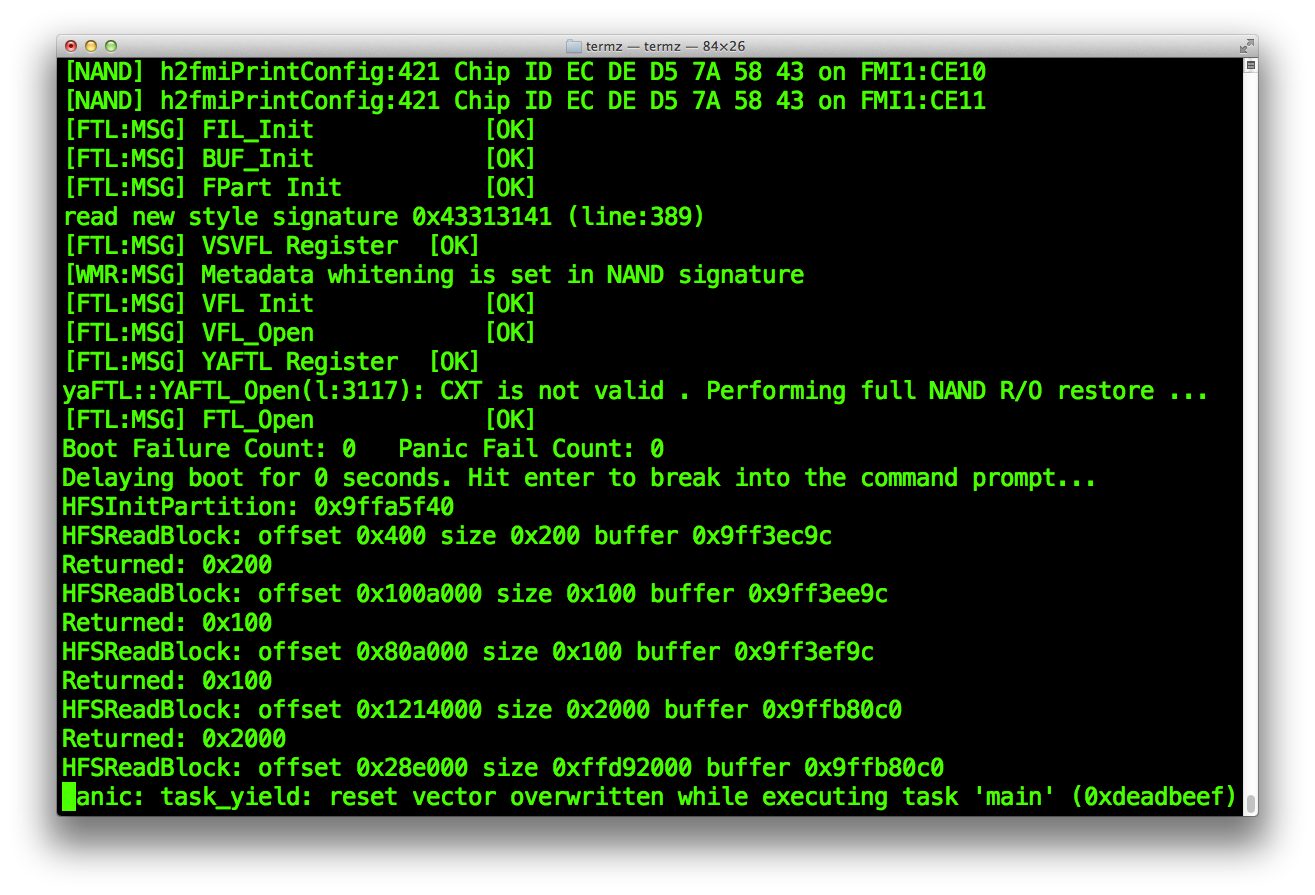 termz — termz — 84×26
[NAND] h2fmiPrintConfig:421 Chip ID EC DE D5 7A 58 43 on FMI1:CE10
[NAND] h2fmiPrintConfig:421 Chip ID EC DE D5 7A 58 43 on FMI1:CE11
[FTL:MSG] FIL_Init            [OK]
[FTL:MSG] BUF_Init            [OK]
[FTL:MSG] FPart Init          [OK]
read new style signature 0x43313141 (line:389)
[FTL:MSG] VSVFL Register  [OK]
[WMR:MSG] Metadata whitening is set in NAND signature
[FTL:MSG] VFL Init            [OK]
[FTL:MSG] VFL_Open            [OK]
[FTL:MSG] YAFTL Register  [OK]
yaFTL::YAFTL_Open(l:3117): CXT is not valid . Performing full NAND R/O restore ...
[FTL:MSG] FTL_Open            [OK]
Boot Failure Count: 0   Panic Fail Count: 0
Delaying boot for 0 seconds. Hit enter to break into the command prompt...
HFSInitPartition: 0x9ffa5f40
HFSReadBlock: offset 0x400 size 0x200 buffer 0x9ff3ec9c
Returned: 0x200
HFSReadBlock: offset 0x100a000 size 0x100 buffer 0x9ff3ee9c
Returned: 0x100
HFSReadBlock: offset 0x80a000 size 0x100 buffer 0x9ff3ef9c
Returned: 0x100
HFSReadBlock: offset 0x1214000 size 0x2000 buffer 0x9ffb80c0
Returned: 0x2000
HFSReadBlock: offset 0x28e000 size 0xffd92000 buffer 0x9ffb80c0
anic: task_yield: reset vector overwritten while executing task 'main' (0xdeadbeef)